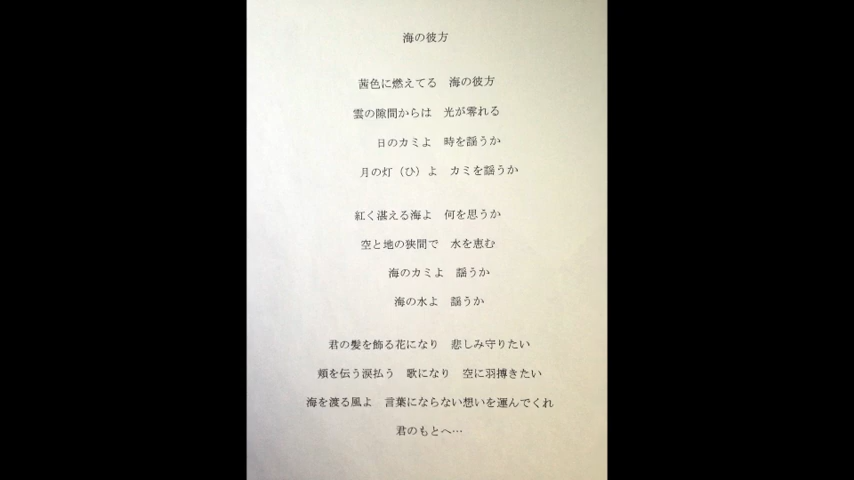 海の彼方
茜色に燃えてる　海の彼方
雲の隙間からは　光が零れる
日のカミよ　時を謡うか
月の灯（ひ）よ　カミを謡うか
紅く湛える海よ　何を思うか
空と地の狭間で　水を恵む
海のカミよ　謡うか
海の水よ　謡うか
君の髪を飾る花になり　悲しみ守りたい
頬を伝う涙払う　歌になり　空に羽搏きたい
海を渡る風よ　言葉にならない想いを運んでくれ
君のもとへ…